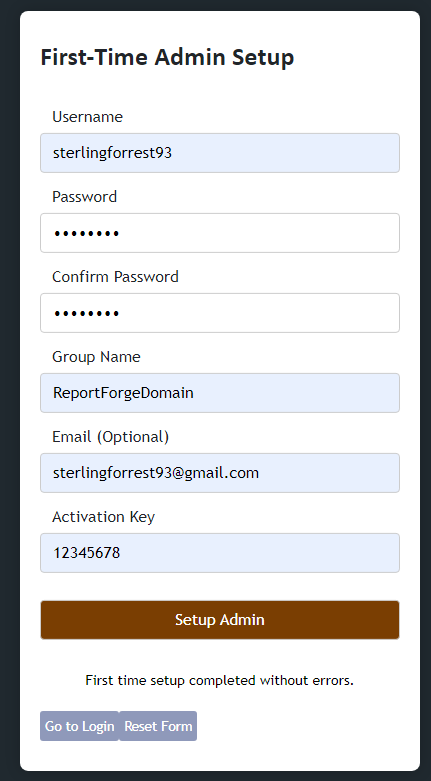 First-Time Admin Setup
Username
sterlingforrest93
Password
••••••••
Confirm Password
••••••••
Group Name
ReportForgeDomain
Email (Optional)
sterlingforrest93@gmail.com
Activation Key
12345678
Setup Admin
First time setup completed without errors.
Go to Login Reset Form